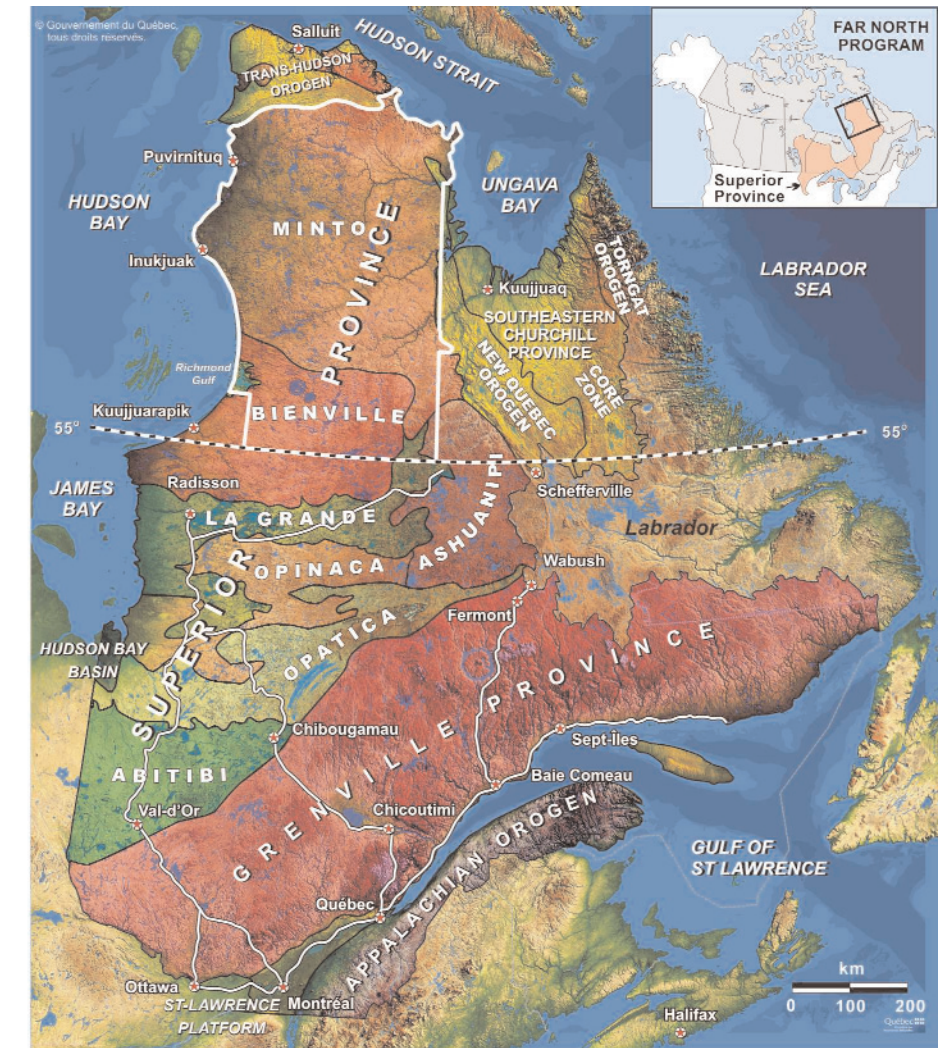 © Gouvernement du Québec,
tous droits réservés.
Salluit
HUDSON STRAIT
TRANS-HUDSON
OROGEN
FAR NORTH
PROGRAM
Superior
Province
Puvirnituq
HUDSON
BAY
UNGAVA
BAY
MINTO
PROVINCE
Inukjuak
TORNGAT
OROGEN
LABRADOR
SEA
Kuujjuaq
SOUTHEASTERN
CHURCHILL
PROVINCE
Richmond
Gulf
NEW QUEBEC
OROGEN
CORE
ZONE
BIENVILLE
Kuujjuarapik
55°
55°
Radisson
Schefferville
JAMES
BAY
LA GRANDE
ASHUANIPI
Labrador
OPINACA
Wabush
SUPERIOR
Fermont
OPATICA
HUDSON BAY
BASIN
GRENVILLE PROVINCE
Chibougamau
Sept-Îles
ABITIBI
Baie Comeau
Val-d'Or
Chicoutimi
APPALACHIAN OROGEN
GULF OF
ST LAWRENCE
Québec
Ottawa
ST-LAWRENCE
PLATFORM
Montréal
km
0 100 200
Halifax
Québec